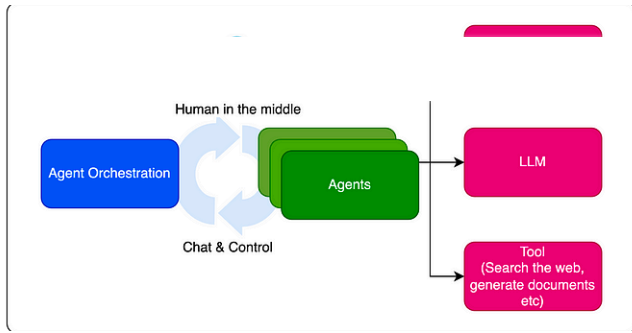 Human in the middle
Agent Orchestration
Agents
LLM
Chat & Control
Tool
(Search the web,
generate documents
etc)